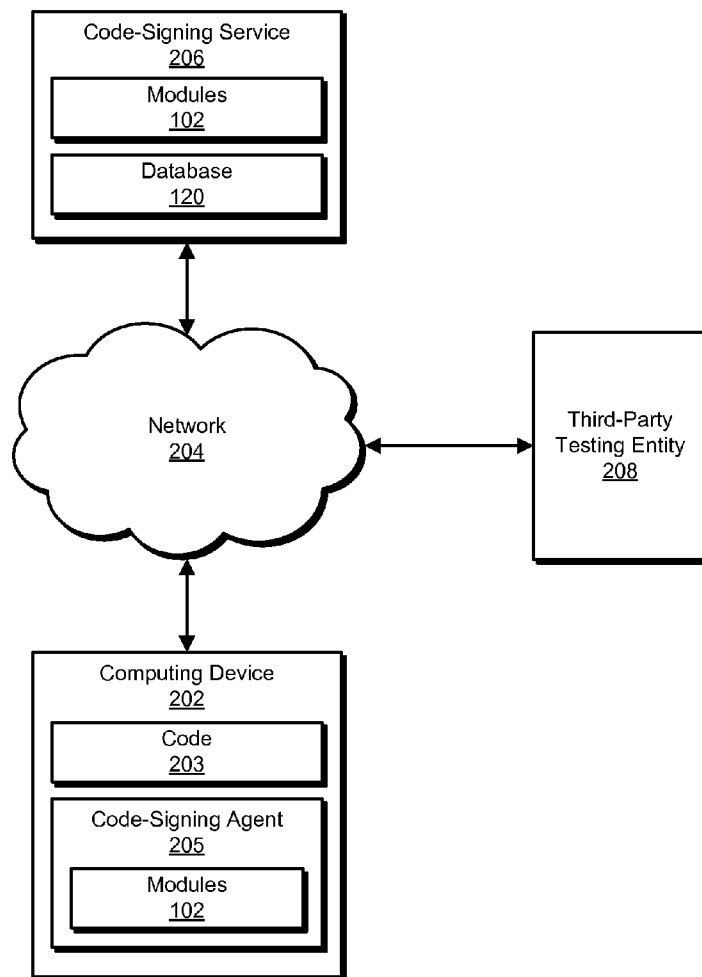 Code-Signing Service
206
Modules
102
Database
120
Network
204
Third-Party
Testing Entity
208
Computing Device
202
Code
203
Code-Signing Agent
205
Modules
102